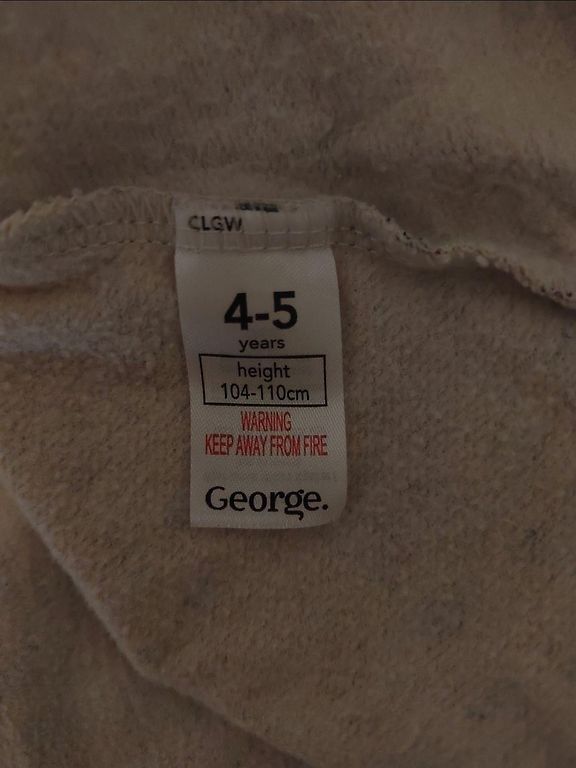 CLGW
4-5
years
height
104-110cm
WARNING
KEEP AWAY FROM FIRE
George.